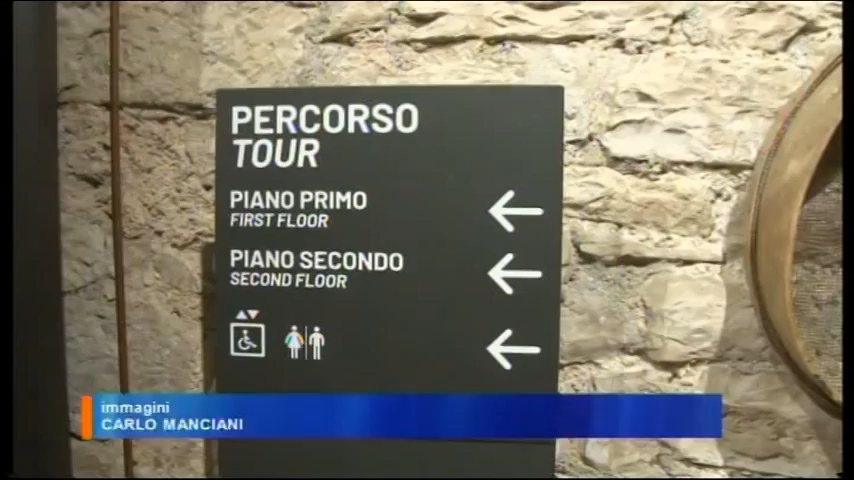 PERCORSO
TOUR
PIANO PRIMO
FIRST FLOOR
PIANO SECONDO
SECOND FLOOR
immagini
CARLO MANCIANI